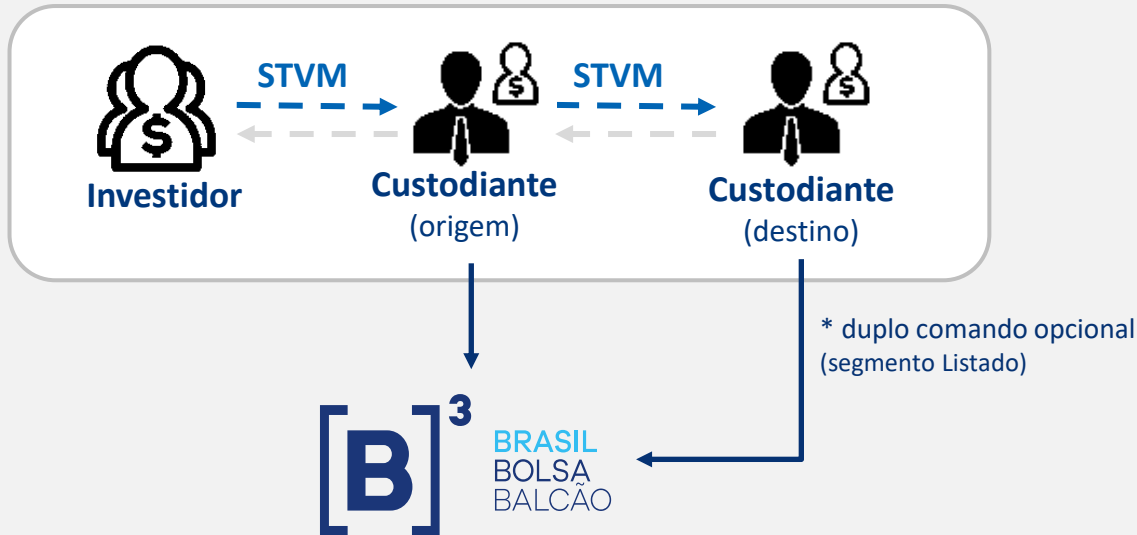 STVM
STVM
$
$
$
Investidor
Custodiante
(origem)
Custodiante
(destino)
* duplo comando opcional
(segmento Listado)
[B]³
BRASIL
BOLSA
BALCÃO